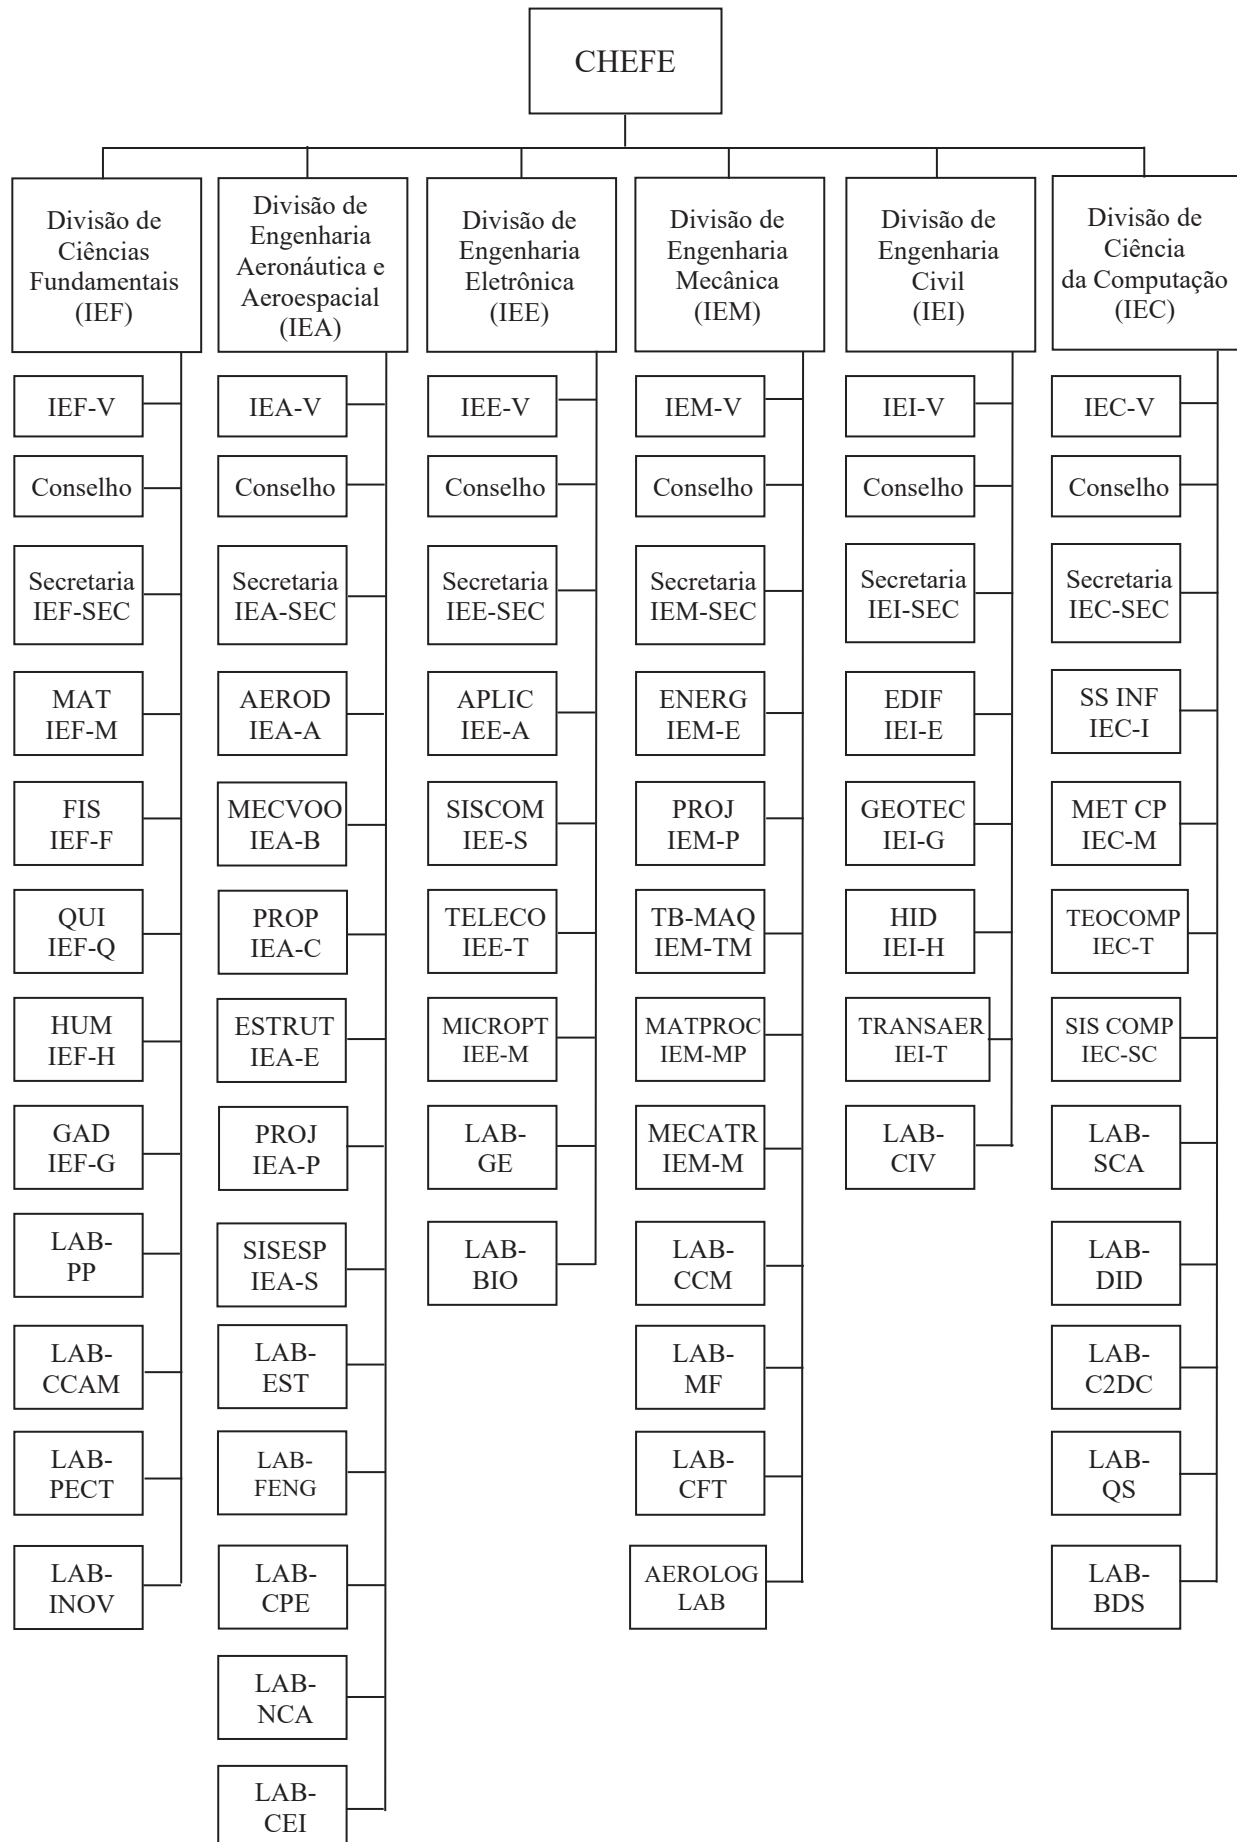 CHEFE
Divisão de
Ciências
Fundamentais
(IEF)
Divisão de
Engenharia
Aeronáutica e
Aeroespacial
(IEA)
Divisão de
Engenharia
Eletrônica
(IEE)
Divisão de
Engenharia
Mecânica
(IEM)
Divisão de
Engenharia
Civil
(IEI)
Divisão de
Ciência
da Computação
(IEC)
IEF-V
Conselho
Secretaria
IEF-SEC
MAT
IEF-M
FIS
IEF-F
QUI
IEF-Q
HUM
IEF-H
GAD
IEF-G
LAB-
PP
LAB-
CCAM
LAB-
PECT
LAB-
INOV
IEA-V
Conselho
Secretaria
IEA-SEC
AEROD
IEA-A
MECVOO
IEA-B
PROP
IEA-C
ESTRUT
IEA-E
PROJ
IEA-P
SISESP
IEA-S
LAB-
EST
LAB-
FENG
LAB-
CPE
LAB-
NCA
LAB-
CEI
IEE-V
Conselho
Secretaria
IEE-SEC
APLIC
IEE-A
SISCOM
IEE-S
TELECO
IEE-T
MICROPT
IEE-M
LAB-
GE
LAB-
BIO
IEM-V
Conselho
Secretaria
IEM-SEC
ENERG
IEM-E
PROJ
IEM-P
TB-MAQ
IEM-TM
MATPROC
IEM-MP
MECATR
IEM-M
LAB-
CCM
LAB-
MF
LAB-
CFT
AEROLOG
LAB
IEI-V
Conselho
Secretaria
IEI-SEC
EDIF
IEI-E
GEOTEC
IEI-G
HID
IEI-H
TRANSAER
IEI-T
LAB-
CIV
IEC-V
Conselho
Secretaria
IEC-SEC
SS INF
IEC-I
MET CP
IEC-M
TEOCOMP
IEC-T
SIS COMP
IEC-SC
LAB-
SCA
LAB-
DID
LAB-
C2DC
LAB-
QS
LAB-
BDS